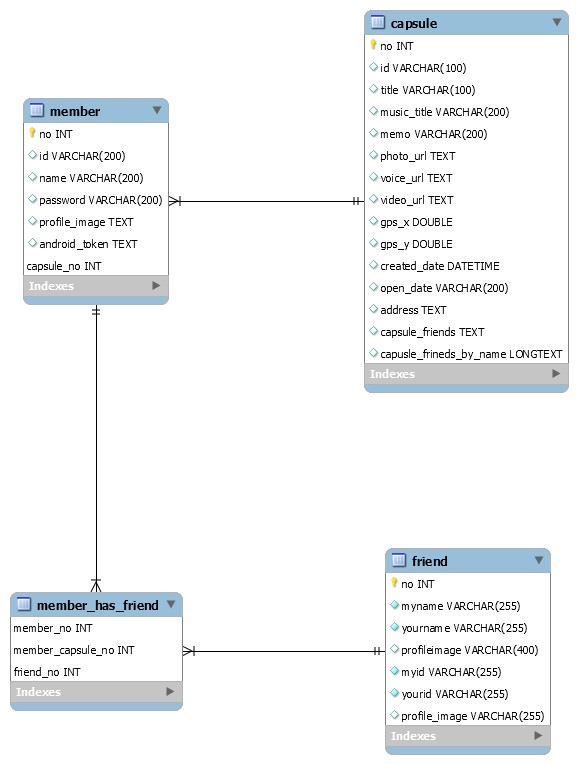 capsule
no INT
id VARCHAR(100)
title VARCHAR(100)
music_title VARCHAR(200)
memo VARCHAR(200)
photo_url TEXT
voice_url TEXT
video_url TEXT
gps_x DOUBLE
gps_y DOUBLE
created_date DATETIME
open_date VARCHAR(200)
address TEXT
capsule_friends TEXT
capusle_frineds_by_name LONGTEXT
Indexes
member
no INT
id VARCHAR(200)
name VARCHAR(200)
password VARCHAR(200)
profile_image TEXT
android_token TEXT
capsule_no INT
Indexes
member_has_friend
member_no INT
member_capsule_no INT
friend_no INT
Indexes
friend
no INT
myname VARCHAR(255)
yourname VARCHAR(255)
profileimage VARCHAR(400)
myid VARCHAR(255)
yourid VARCHAR(255)
profile_image VARCHAR(255)
Indexes